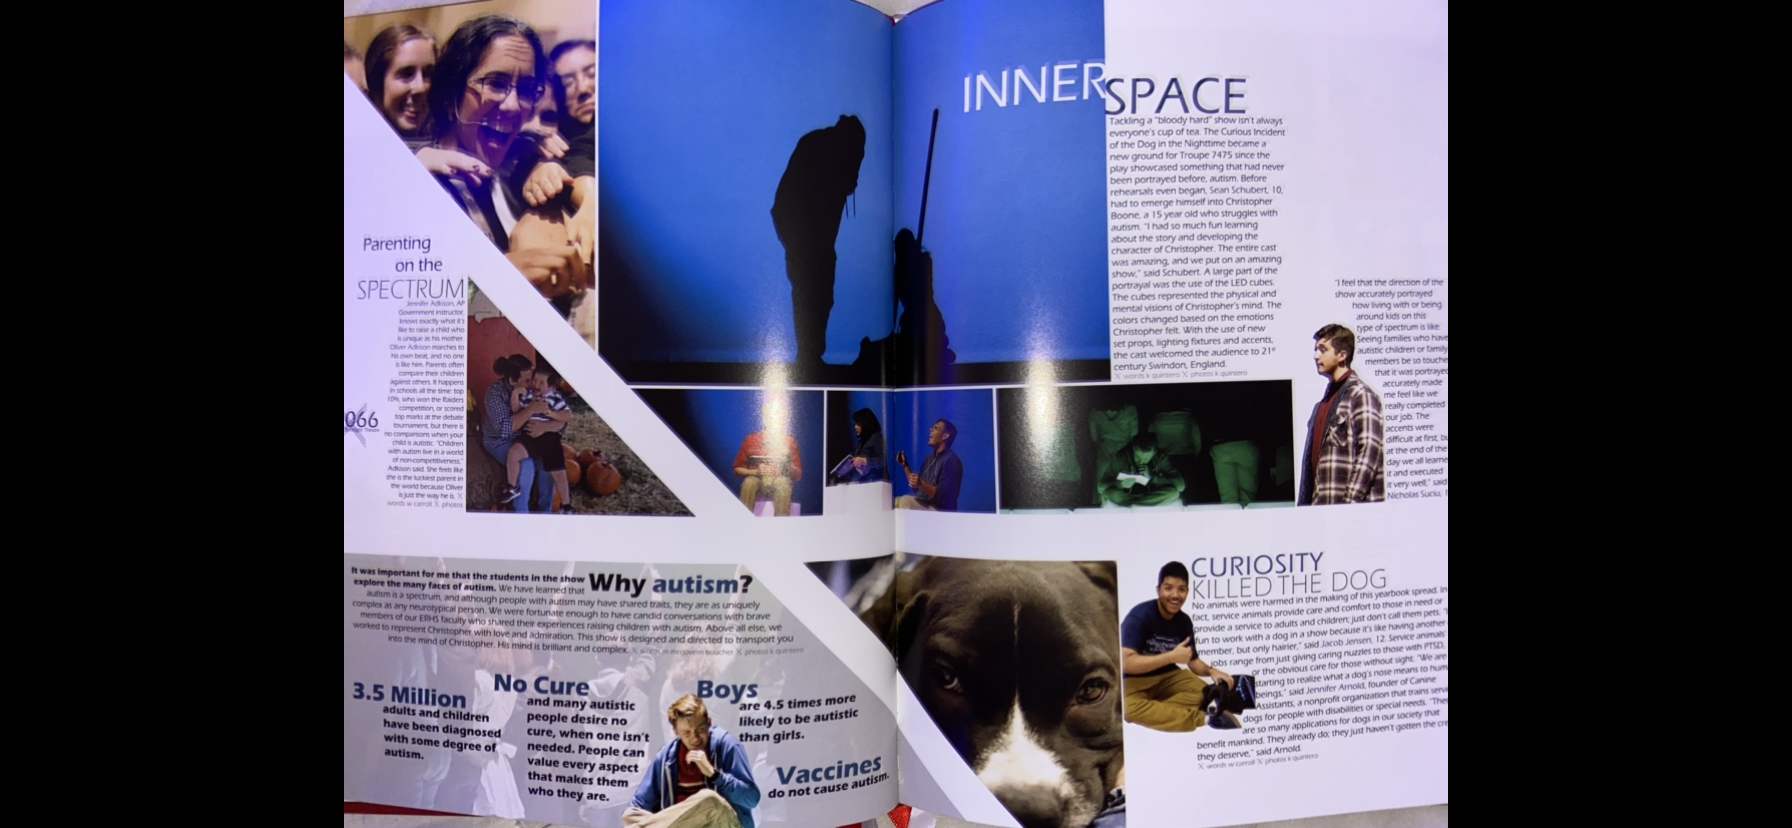 Parenting
on the
SPECTRUM
Jennifer Adkison, AP
Government instructor,
knows exactly what it's
like to raise a child who
is unique as his mother.
Oliver Adkison marches to
his own beat, and no one
is like him. Parents often
compare their children
against others. It happens
in schools all the time: top
10%, who won the Raiders
competition, or scored
top marks at the debate
tournament, but there is
no comparisons when your
child is autistic. "Children
with autism live in a world
of non-competitiveness,"
Adkison said. She feels like
she is the luckiest parent in
the world because Oliver
is just the way he is. X
words w carroll X photos
066
INNERSPACE
Tackling a "bloody hard" show isn't always
everyone's cup of tea. The Curious Incident
of the Dog in the Nighttime became a
new ground for Troupe 7475 since the
play showcased something that had never
been portrayed before, autism. Before
rehearsals even began, Sean Schubert, 10,
had to emerge himself into Christopher
Boone, a 15 year old who struggles with
autism. "I had so much fun learning
about the story and developing the
character of Christopher. The entire cast
was amazing, and we put on an amazing
show," said Schubert. A large part of the
portrayal was the use of the LED cubes.
The cubes represented the physical and
mental visions of Christopher's mind. The
colors changed based on the emotions
Christopher felt. With the use of new
set props, lighting fixtures and accents,
the cast welcomed the audience to 21st
century Swindon, England.
X words k quintero X photos k quintero
"I feel that the direction of the
show accurately portrayed
how living with or being
around kids on this
type of spectrum is like.
Seeing families who have
autistic children or family
members be so touche
that it was portrayed
accurately made
me feel like we
really completed
our job. The
accents were
difficult at first, bu
at the end of the
day we all learne
it and executed
it very well," said
Nicholas Suciu, 1
Why autism?
It was important for me that the students in the show
explore the many faces of autism. We have learned that
autism is a spectrum, and although people with autism may have shared traits, they are as uniquely
complex as any neurotypical person. We were fortunate enough to have candid conversations with brave
members of our ERHS faculty who shared their experiences raising children with autism. Above all else, we
worked to represent Christopher with love and admiration. This show is designed and directed to transport you
into the mind of Christopher. His mind is brilliant and complex. X words m mcgovern boucher X photos k quintero
3.5 Million
adults and children
have been diagnosed
with some degree of
autism.
No Cure
and many autistic
people desire no
cure, when one isn't
needed. People can
value every aspect
that makes them
who they are.
Boys
are 4.5 times more
likely to be autistic
than girls.
Vaccines
do not cause autism.
CURIOSITY
KILLED THE DOG
No animals were harmed in the making of this yearbook spread. In
fact, service animals provide care and comfort to those in need or
provide a service to adults and children; just don't call them pets. "I
fun to work with a dog in a show because it's like having another
member, but only hairier," said Jacob Jensen, 12. Service animals'
jobs range from just giving caring nuzzles to those with PTSD,
or the obvious care for those without sight. "We are
starting to realize what a dog's nose means to hum
beings," said Jennifer Arnold, founder of Canine
Assistants, a nonprofit organization that trains servi
dogs for people with disabilities or special needs. "The
are so many applications for dogs in our society that
benefit mankind. They already do; they just haven't gotten the cre
they deserve," said Arnold.
X words w carroll X photos k quintero